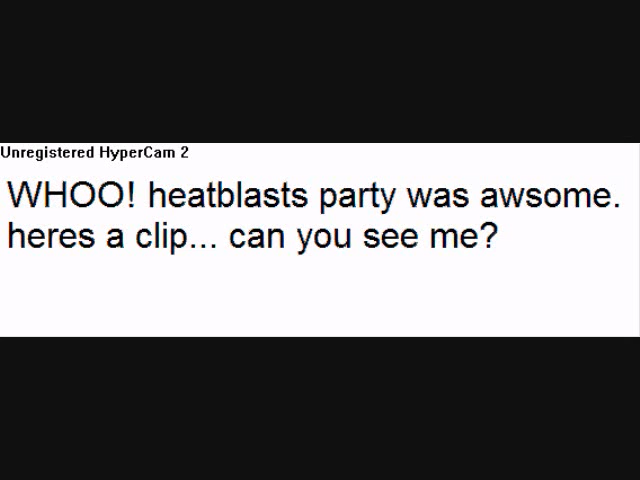 Unregistered HyperCam 2
WHOO! heatblasts party was awsome.
heres a clip... can you see me?